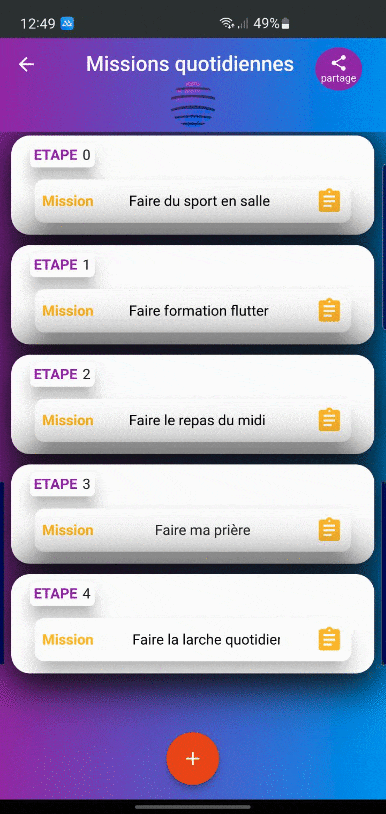 12:49 49%
Missions quotidiennes
partage
ETAPE 0
Mission Faire du sport en salle
ETAPE 1
Mission Faire formation flutter
ETAPE 2
Mission Faire le repas du midi
ETAPE 3
Mission Faire ma prière
ETAPE 4
Mission Faire la larche quotidier